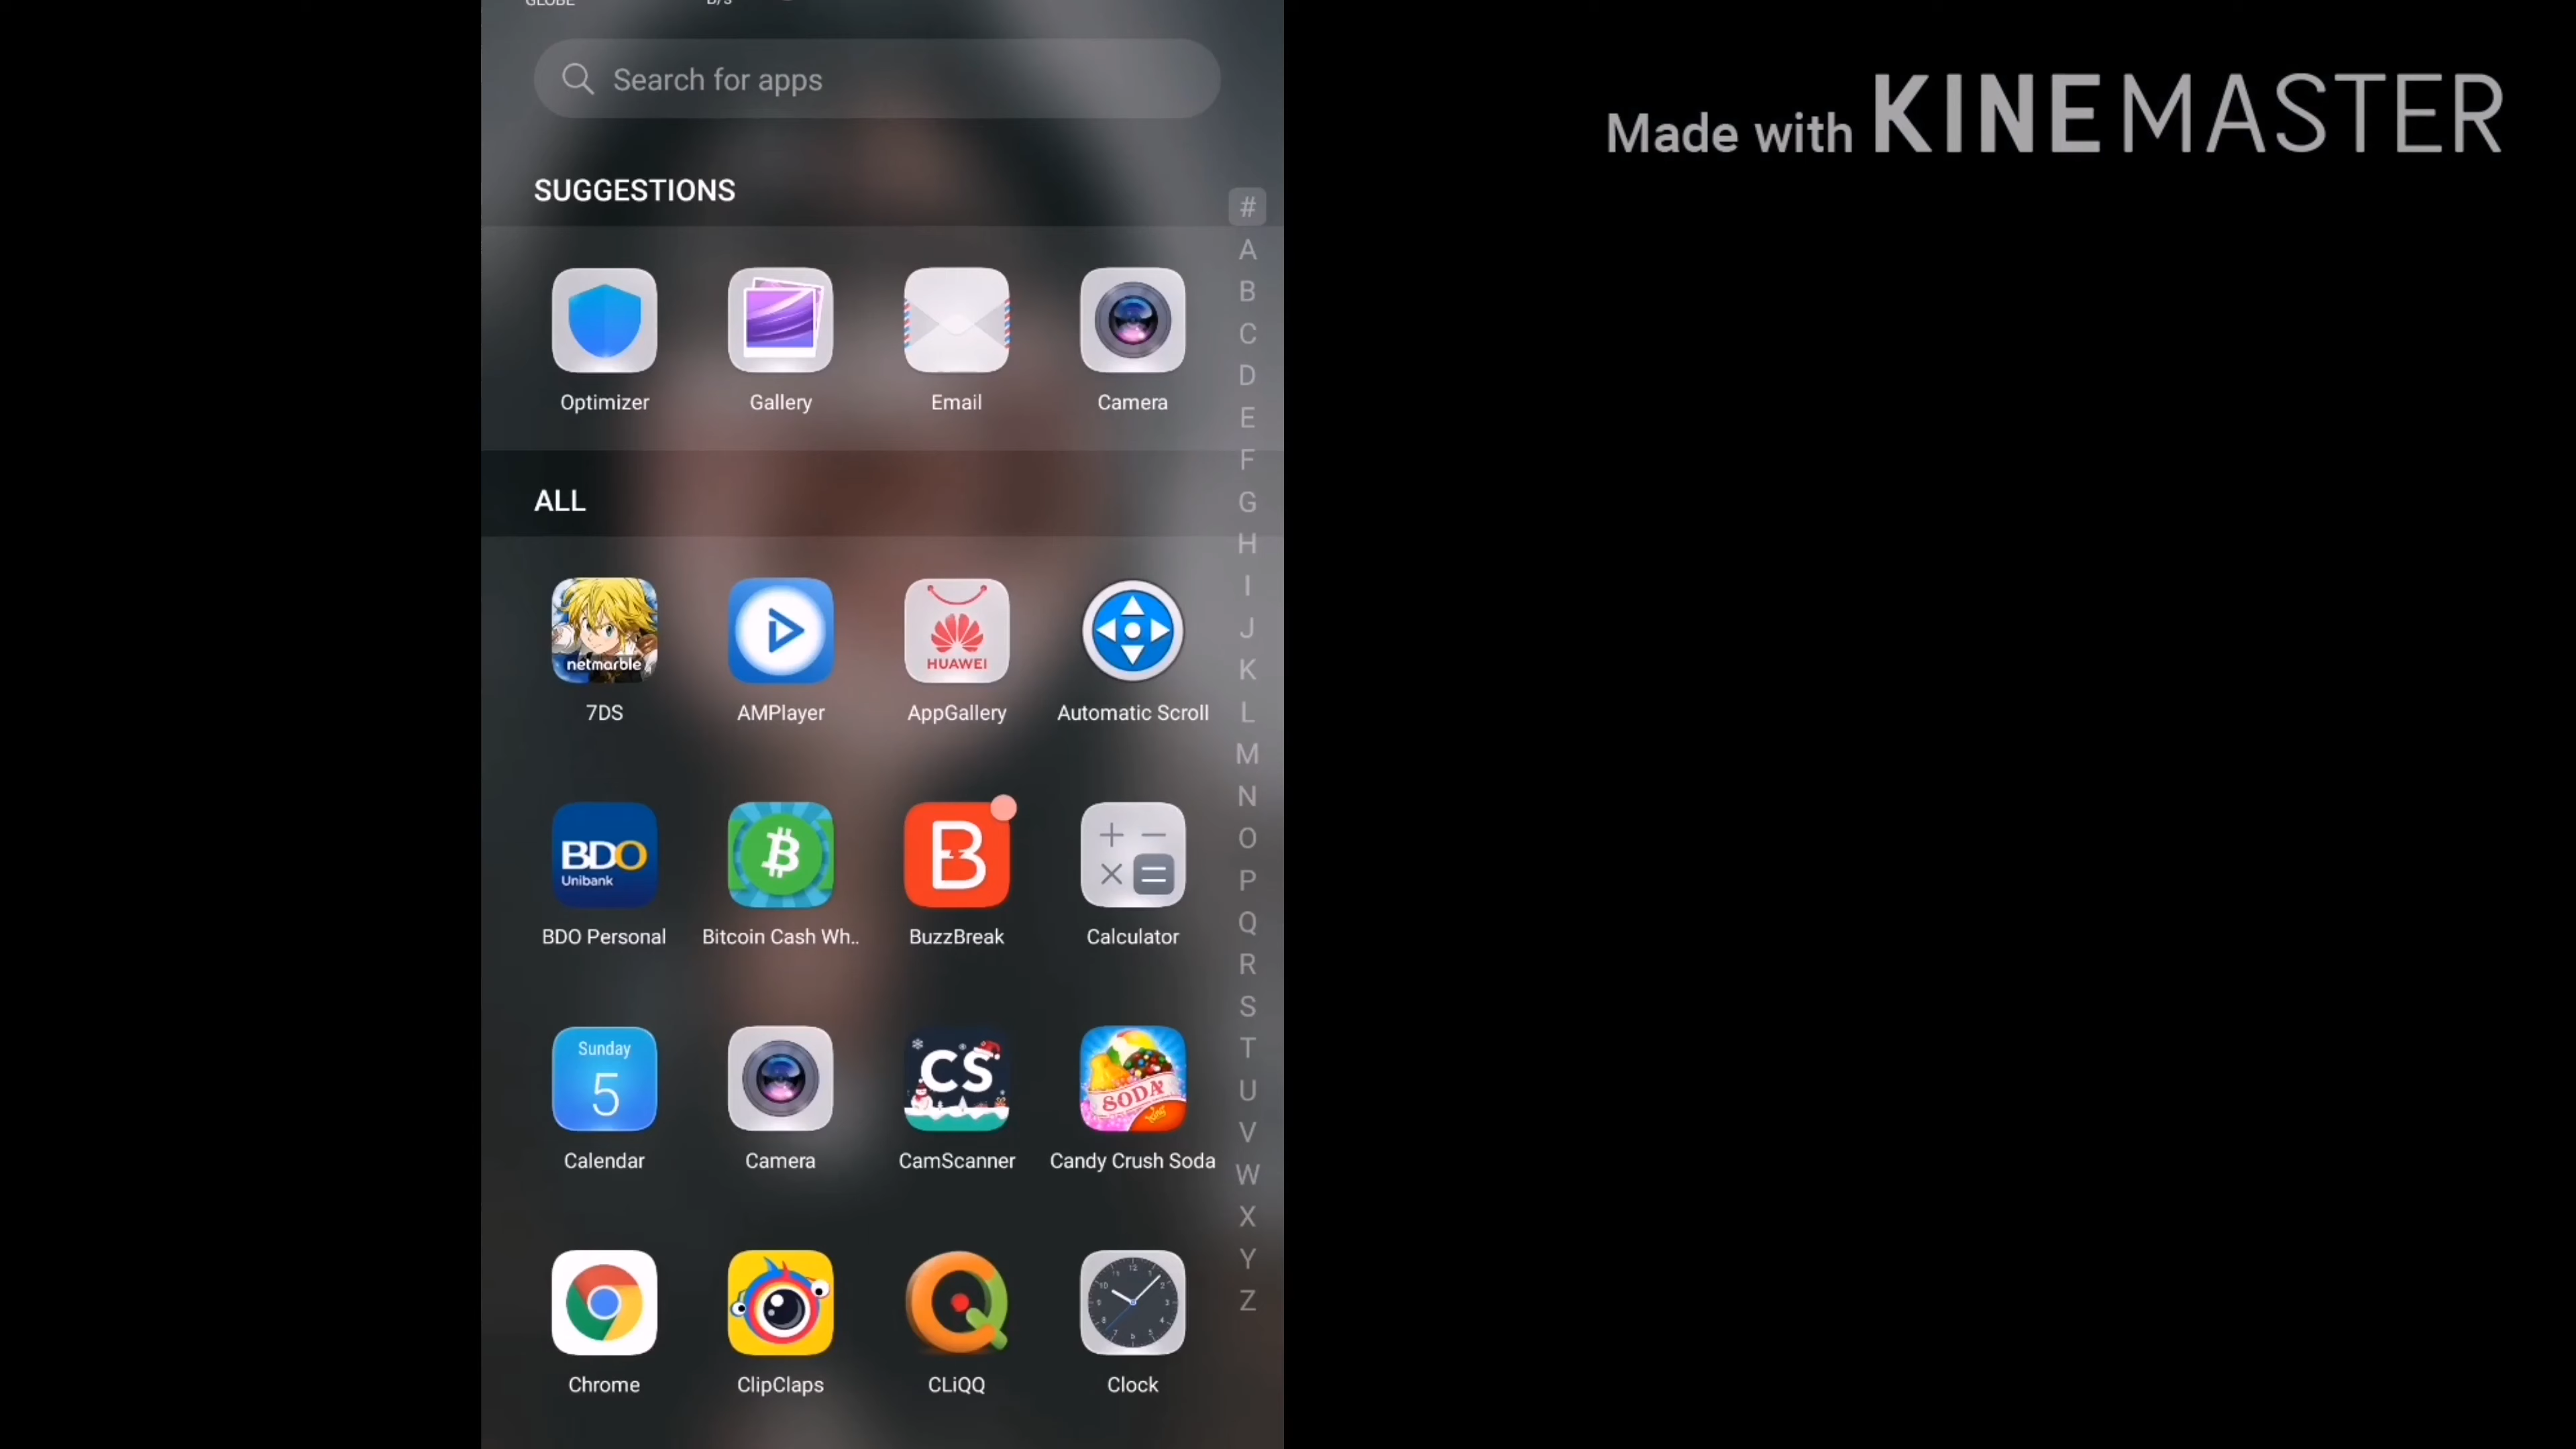 GLOBE B/s
Search for apps
Made with KINEMASTER
SUGGESTIONS
#
A
B
C
D
E
F
G
H
I
J
K
L
M
N
O
P
Q
R
S
T
U
V
W
X
Y
Z
Optimizer Gallery Email Camera
ALL
netmarble
HUAWEI
7DS AMPlayer AppGallery Automatic Scroll
BDO
Unibank
B
BDO Personal Bitcoin Cash Wh.. BuzzBreak Calculator
Sunday
5
CS
SODA
King
Calendar Camera CamScanner Candy Crush Soda
Chrome ClipClaps CLiQQ Clock